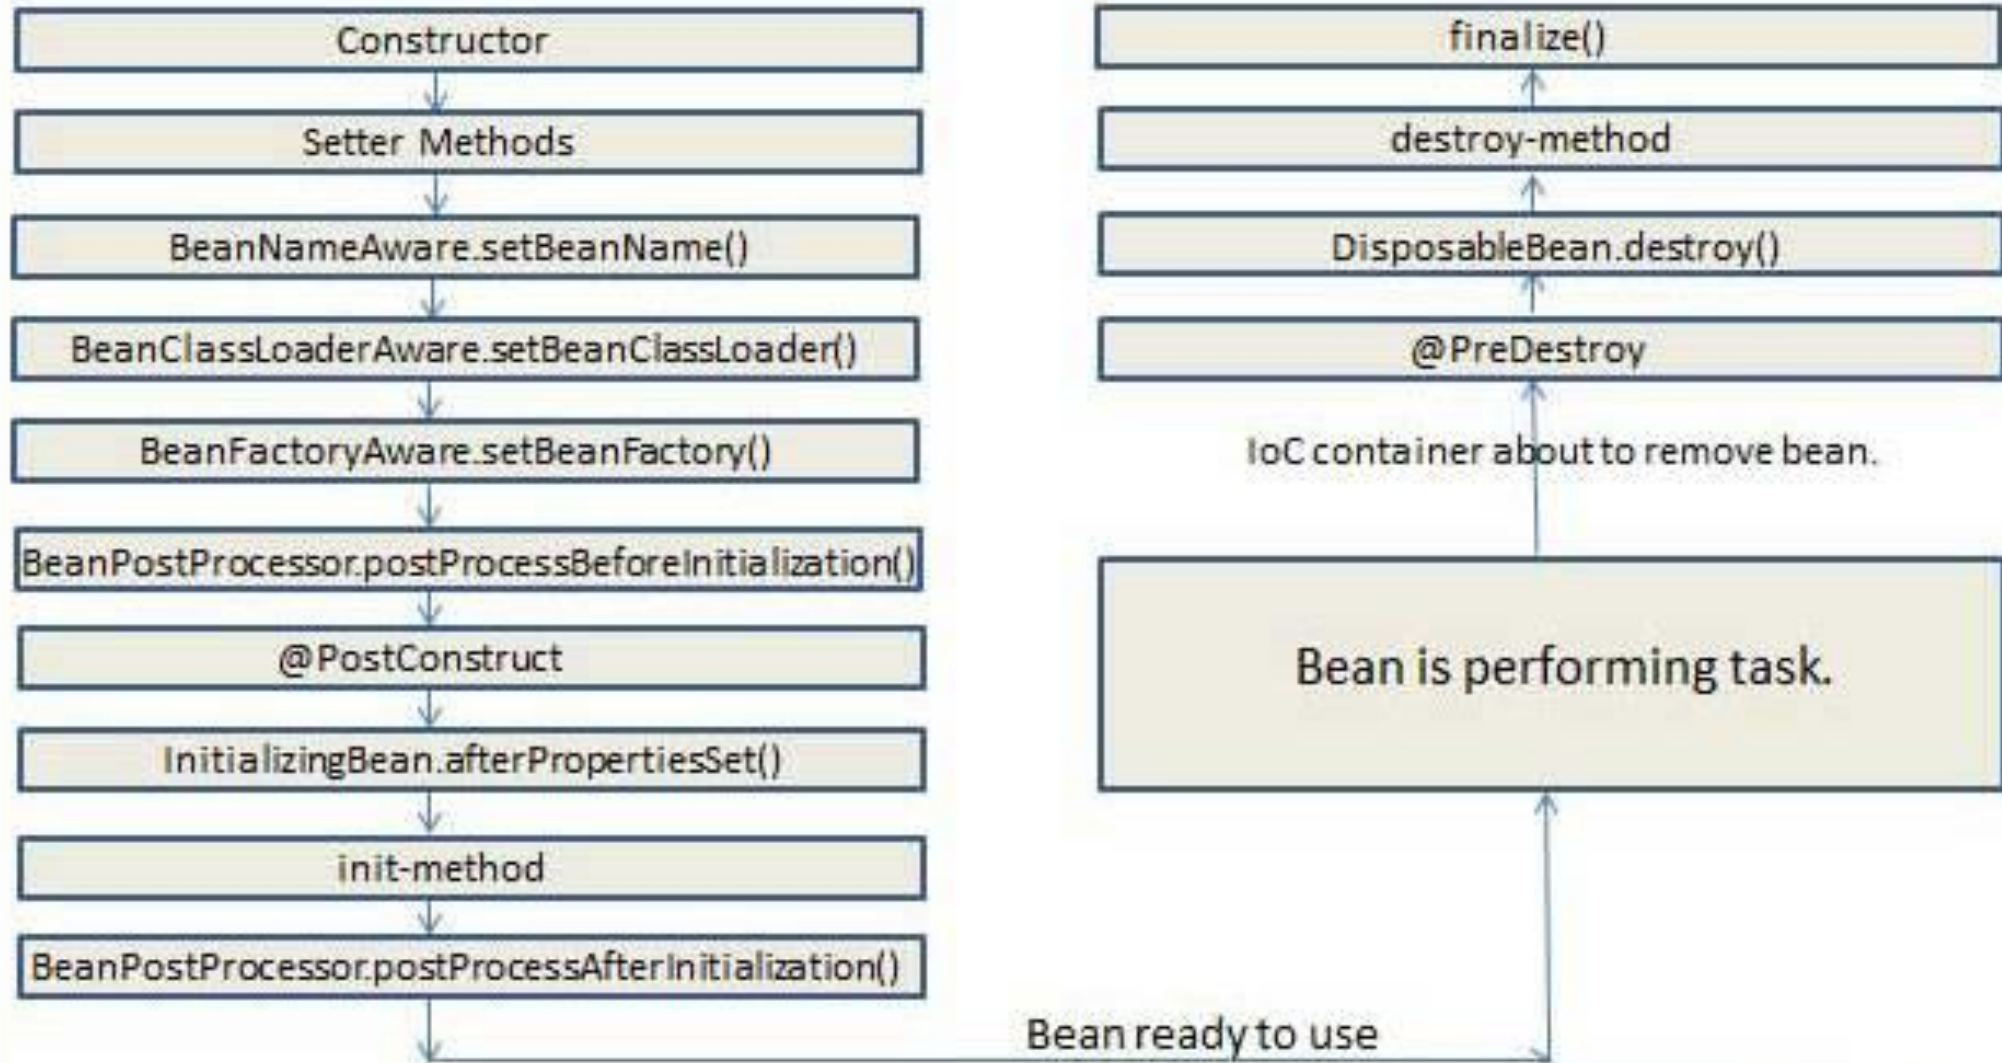 Constructor
Setter Methods
BeanNameAware.setBeanName()
BeanClassLoaderAware.setBeanClassLoader()
BeanFactoryAware.setBeanFactory()
BeanPostProcessor.postProcessBeforeInitialization()
@PostConstruct
InitializingBean.afterPropertiesSet()
init-method
BeanPostProcessor.postProcessAfterInitialization()
Bean ready to use
Bean is performing task.
IoC container about to remove bean.
@PreDestroy
DisposableBean.destroy()
destroy-method
finalize()